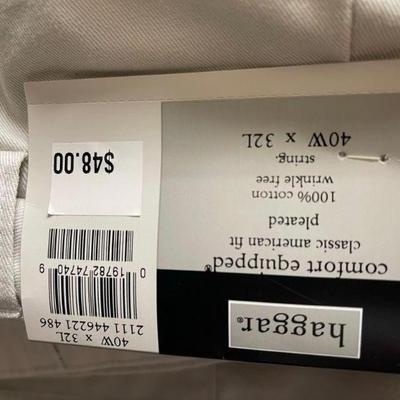 haggar®
comfort equipped®
classic american fit
pleated
100% cotton
wrinkle free
string.
40W x 32L
40W x 32L
2111 446221 486
0 19782 74740 9
$48.00